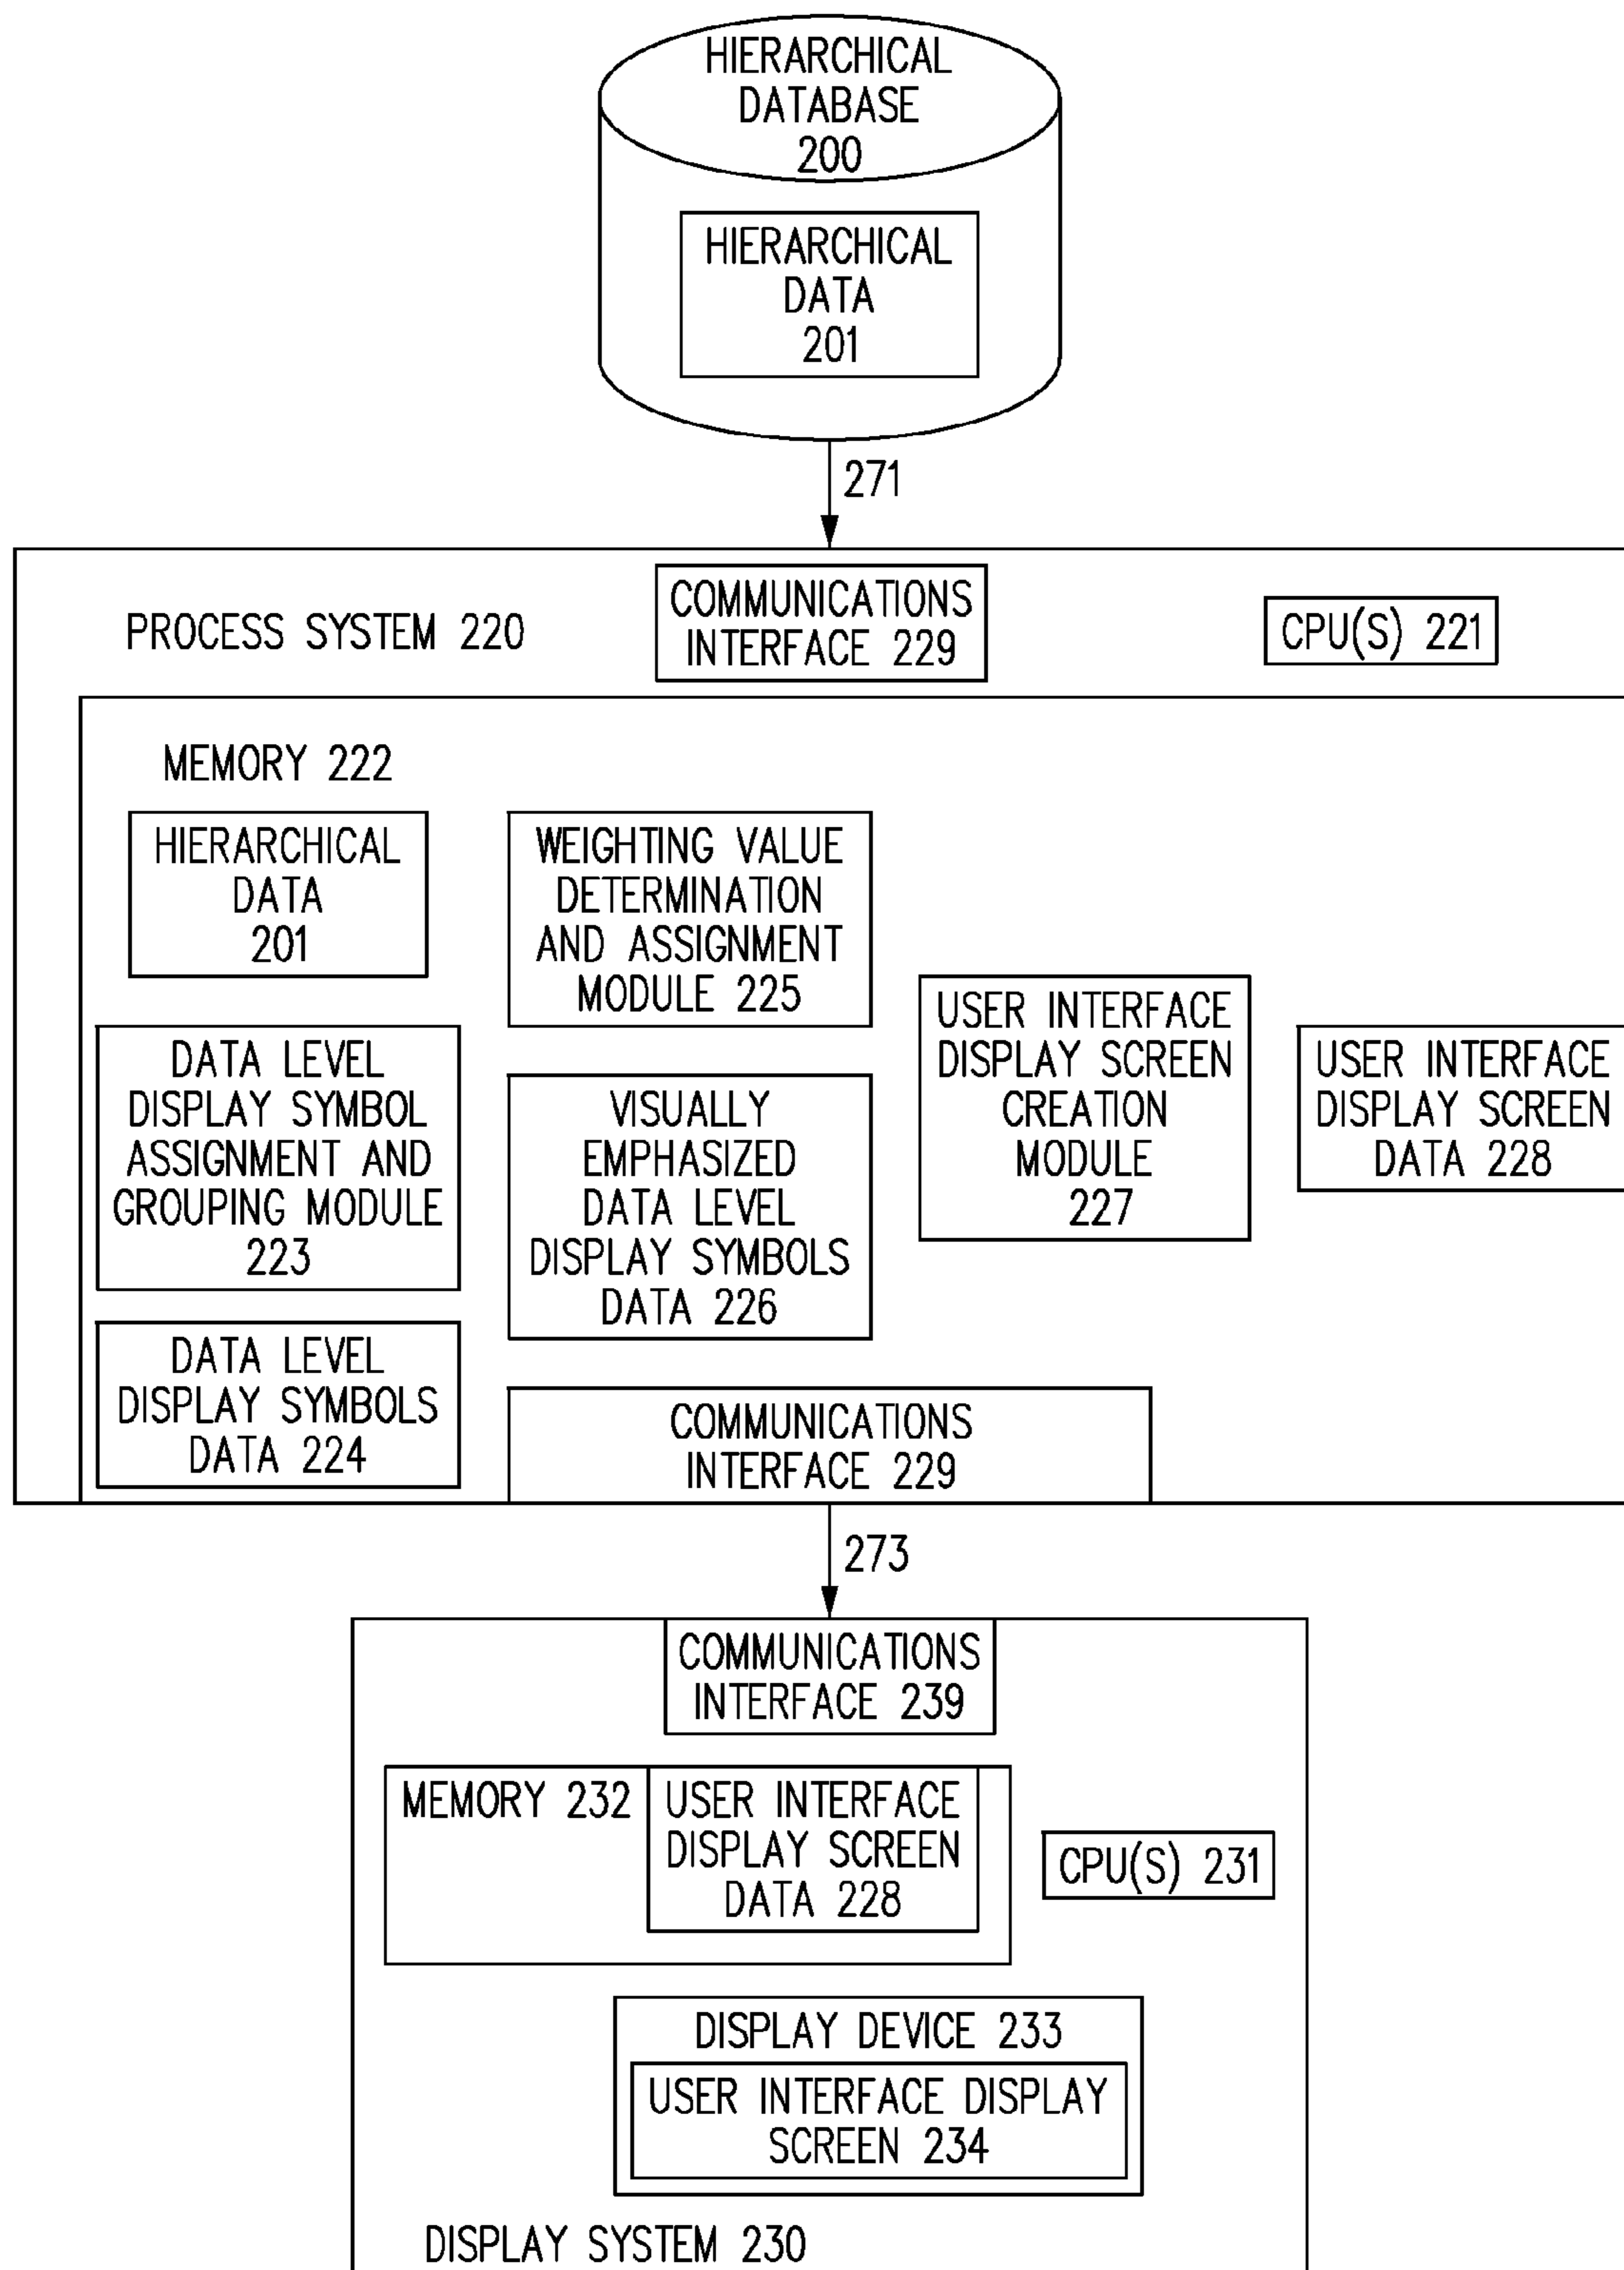 HIERARCHICAL
DATABASE
200
HIERARCHICAL
DATA
201
271
PROCESS SYSTEM 220
COMMUNICATIONS
INTERFACE 229
CPU(S) 221
MEMORY 222
HIERARCHICAL
DATA
201
DATA LEVEL
DISPLAY SYMBOL
ASSIGNMENT AND
GROUPING MODULE
223
DATA LEVEL
DISPLAY SYMBOLS
DATA 224
WEIGHTING VALUE
DETERMINATION
AND ASSIGNMENT
MODULE 225
VISUALLY
EMPHASIZED
DATA LEVEL
DISPLAY SYMBOLS
DATA 226
USER INTERFACE
DISPLAY SCREEN
CREATION
MODULE
227
USER INTERFACE
DISPLAY SCREEN
DATA 228
COMMUNICATIONS
INTERFACE 229
273
COMMUNICATIONS
INTERFACE 239
MEMORY 232
USER INTERFACE
DISPLAY SCREEN
DATA 228
CPU(S) 231
DISPLAY DEVICE 233
USER INTERFACE DISPLAY
SCREEN 234
DISPLAY SYSTEM 230